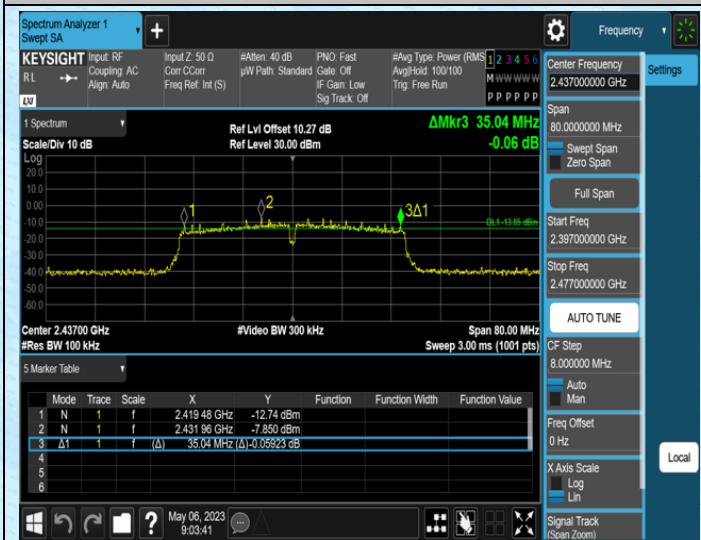 Spectrum Analyzer 1
Swept SA
+
Frequency
KEYSIGHT
RL
LXI
Input: RF
Coupling: AC
Align: Auto
Input Z: 50 Ω
Corr CCorr
Freq Ref: Int (S)
#Atten: 40 dB
µW Path: Standard
PNO: Fast
Gate: Off
IF Gain: Low
Sig Track: Off
#Avg Type: Power (RMS)
Avg|Hold: 100/100
Trig: Free Run
1 2 3 4 5 6
M W W W W W
P P P P P P
1 Spectrum
Scale/Div 10 dB
Ref Lvl Offset 10.27 dB
Ref Level 30.00 dBm
ΔMkr3 35.04 MHz
-0.06 dB
Log
20.0
10.0
0.00
-10.0
-20.0
-30.0
-40.0
-50.0
-60.0
1
2
3Δ1
DL1 -13.85 dBm
Center 2.43700 GHz
#Res BW 100 kHz
#Video BW 300 kHz
Span 80.00 MHz
Sweep 3.00 ms (1001 pts)
5 Marker Table
Mode Trace Scale X Y Function Function Width Function Value
1 N 1 f 2.419 48 GHz -12.74 dBm
2 N 1 f 2.431 96 GHz -7.850 dBm
3 Δ1 1 f (Δ) 35.04 MHz (Δ)-0.05923 dB
4
5
6
?
May 06, 2023
9:03:41
Center Frequency
2.437000000 GHz
Span
80.0000000 MHz
Swept Span
Zero Span
Full Span
Start Freq
2.397000000 GHz
Stop Freq
2.477000000 GHz
AUTO TUNE
CF Step
8.000000 MHz
Auto
Man
Freq Offset
0 Hz
X Axis Scale
Log
Lin
Signal Track
(Span Zoom)
Settings
Local